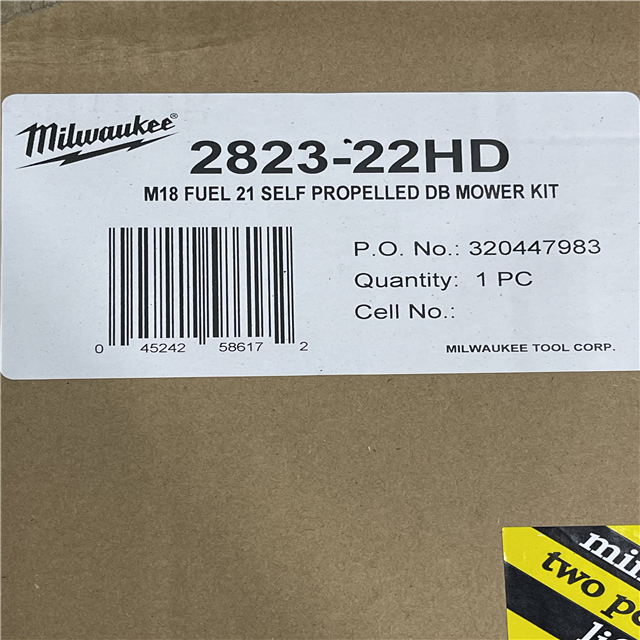 Milwaukee®
2823-22HD
M18 FUEL 21 SELF PROPELLED DB MOWER KIT
P.O. No.: 320447983
Quantity: 1 PC
Cell No.:
0 45242 58617 2
MILWAUKEE TOOL CORP.
two